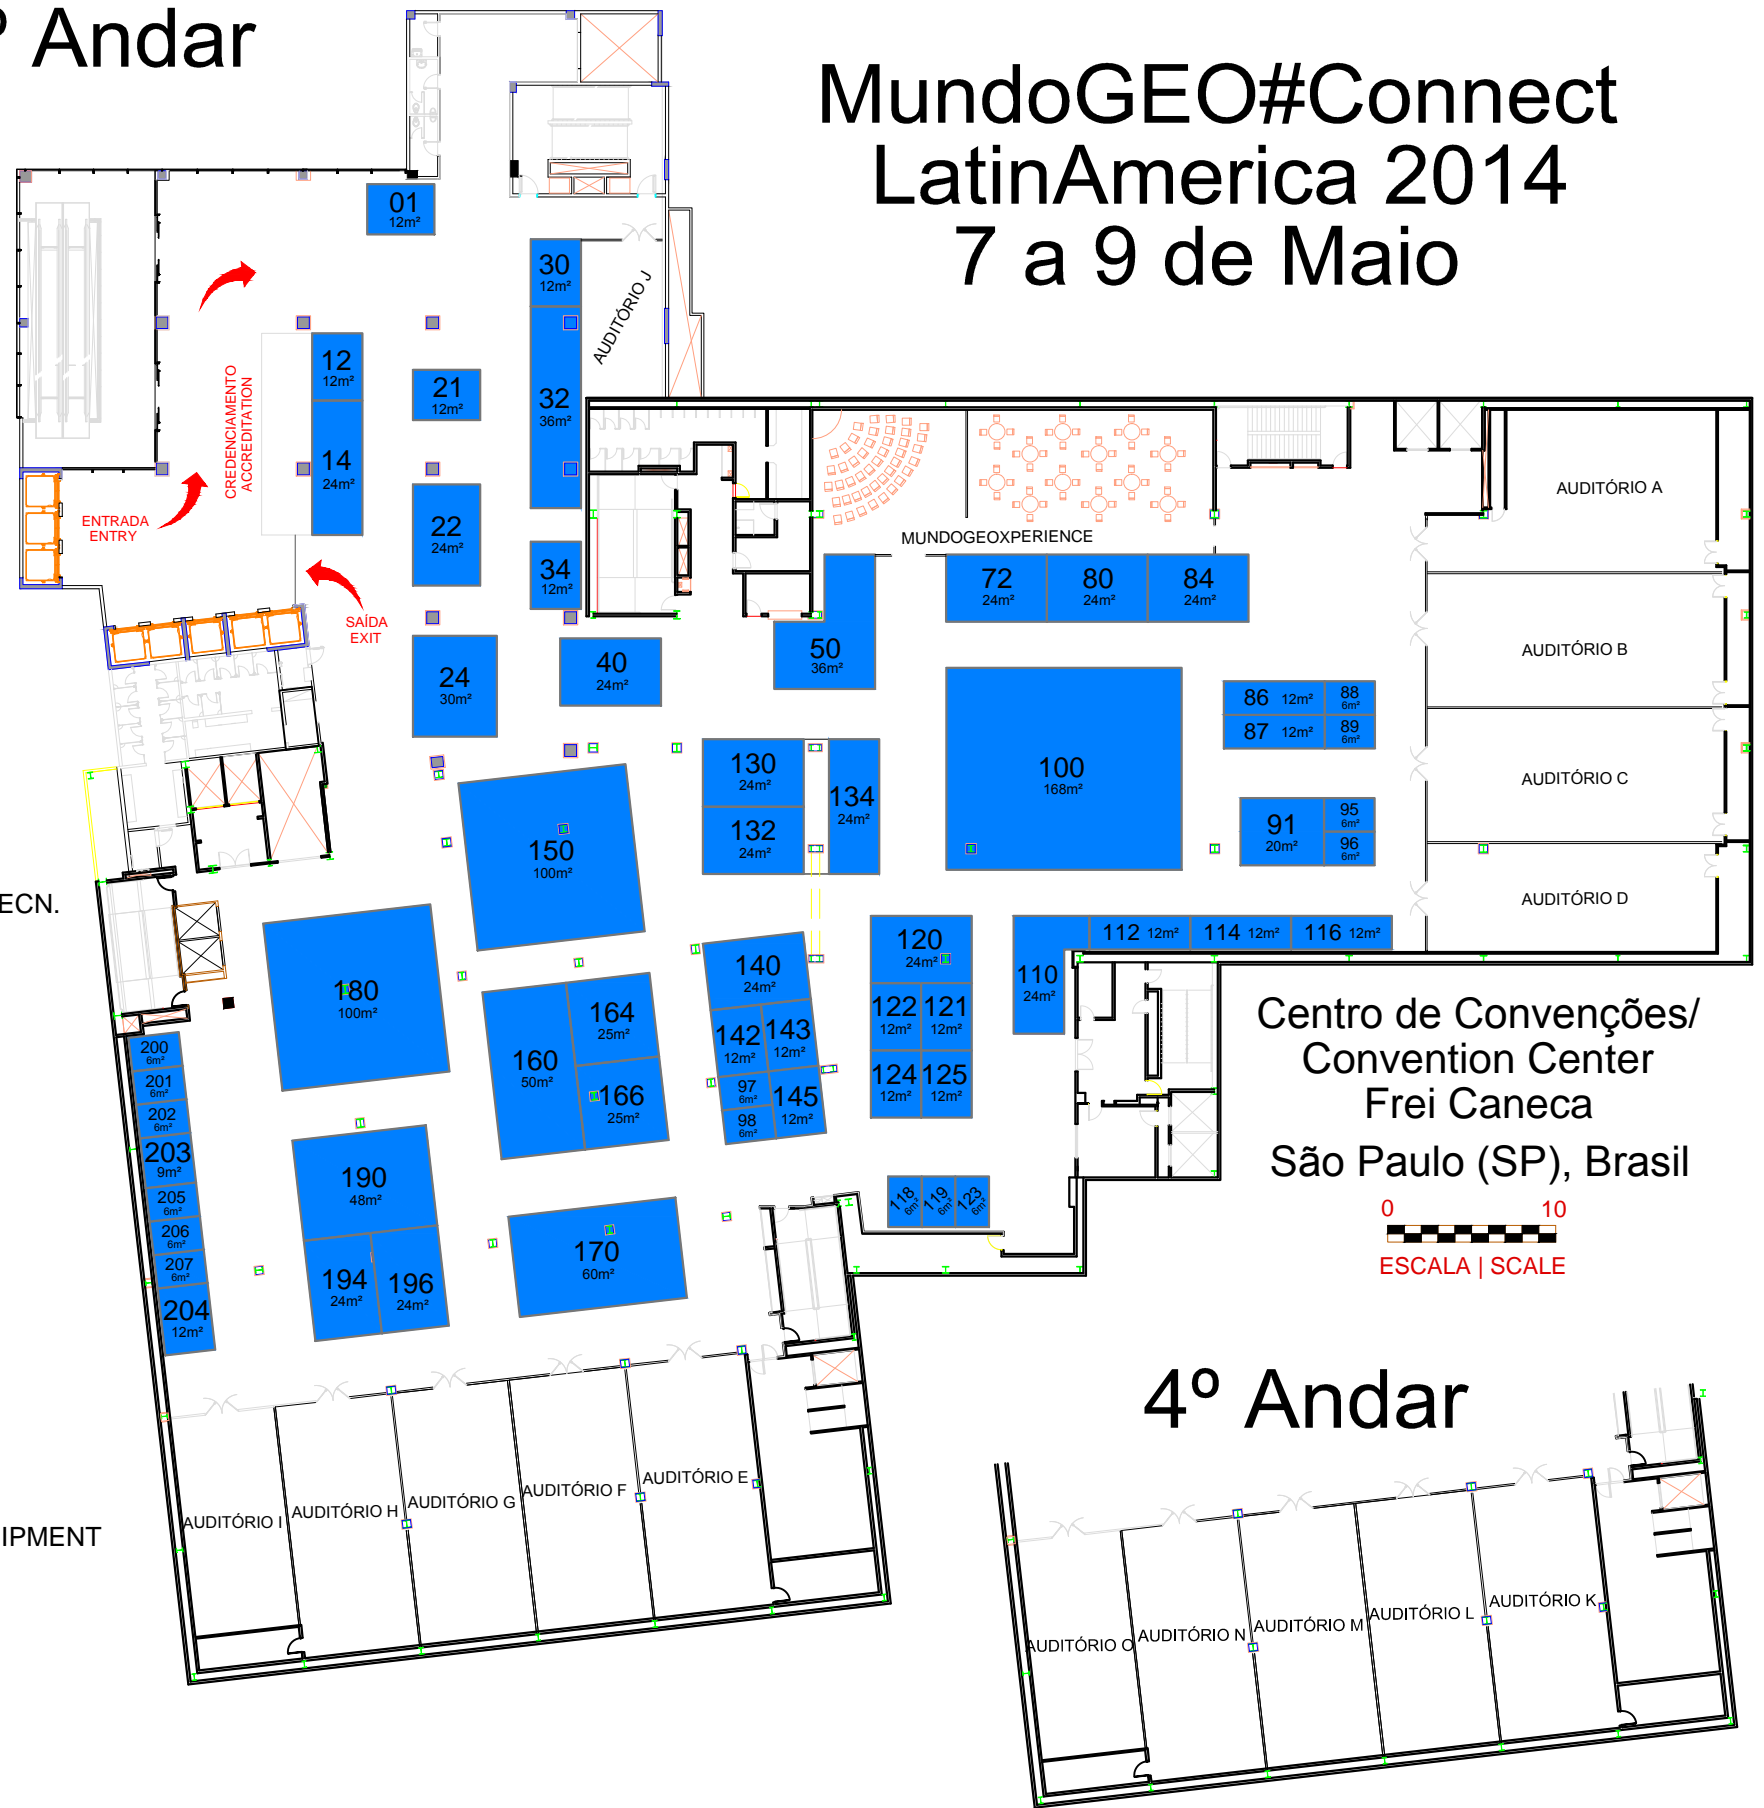 º Andar
MundoGEO#Connect
LatinAmerica 2014
7 a 9 de Maio
01
12m²
30
12m²
AUDITÓRIO J
12
12m²
21
12m²
32
36m²
CREDENCIAMENTO
ACCREDITATION
14
24m²
ENTRADA
ENTRY
22
24m²
34
12m²
SAÍDA
EXIT
MUNDOGEOXPERIENCE
72
24m²
80
24m²
84
24m²
AUDITÓRIO A
AUDITÓRIO B
AUDITÓRIO C
AUDITÓRIO D
24
30m²
40
24m²
50
36m²
86 12m²
88
6m²
87 12m²
89
6m²
100
168m²
130
24m²
132
24m²
134
24m²
91
20m²
95
6m²
96
6m²
150
100m²
ECN.
180
100m²
140
24m²
142
12m²
143
12m²
97
6m²
98
6m²
145
12m²
120
24m²
122
12m²
121
12m²
124
12m²
125
12m²
110
24m²
112 12m²
114 12m²
116 12m²
160
50m²
164
25m²
166
25m²
200
6m²
201
6m²
202
6m²
203
9m²
205
6m²
206
6m²
207
6m²
204
12m²
190
48m²
194
24m²
196
24m²
170
60m²
118
6m²
119
6m²
123
6m²
Centro de Convenções/
Convention Center
Frei Caneca
São Paulo (SP), Brasil
0 10
ESCALA | SCALE
AUDITÓRIO I
AUDITÓRIO H
AUDITÓRIO G
AUDITÓRIO F
AUDITÓRIO E
IPMENT
4º Andar
AUDITÓRIO O
AUDITÓRIO N
AUDITÓRIO M
AUDITÓRIO L
AUDITÓRIO K